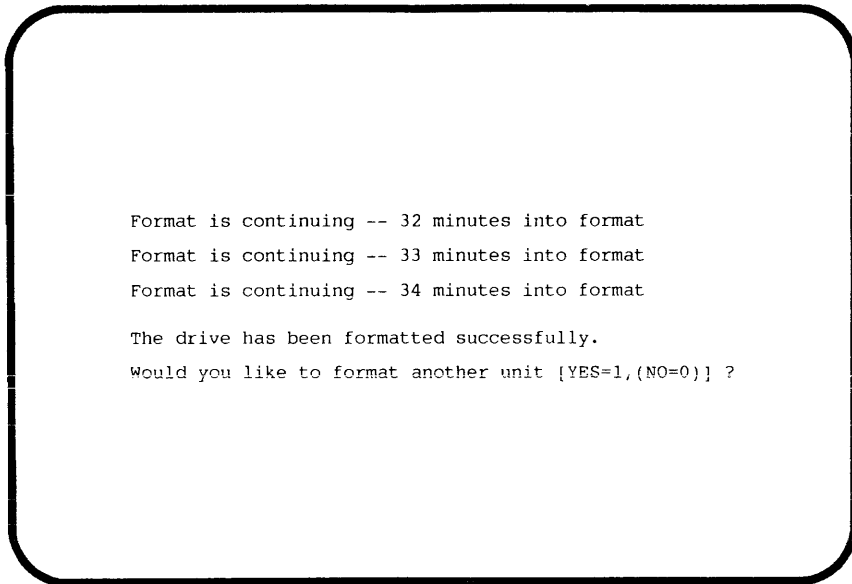 Format is continuing -- 32 minutes into format
Format is continuing -- 33 minutes into format
Format is continuing -- 34 minutes into format
The drive has been formatted successfully.
Would you like to format another unit [YES=1,(NO=0)] ?